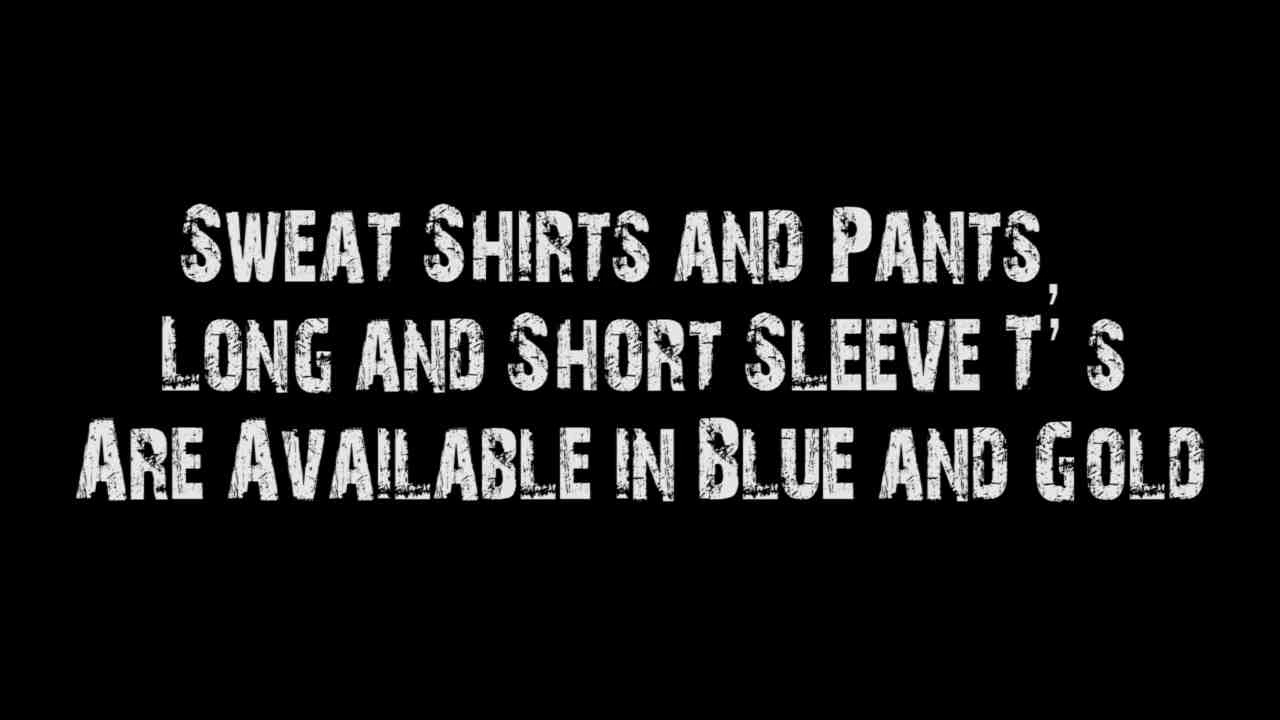 Sweat Shirts and Pants,
Long and Short Sleeve T's
Are Available in Blue and Gold